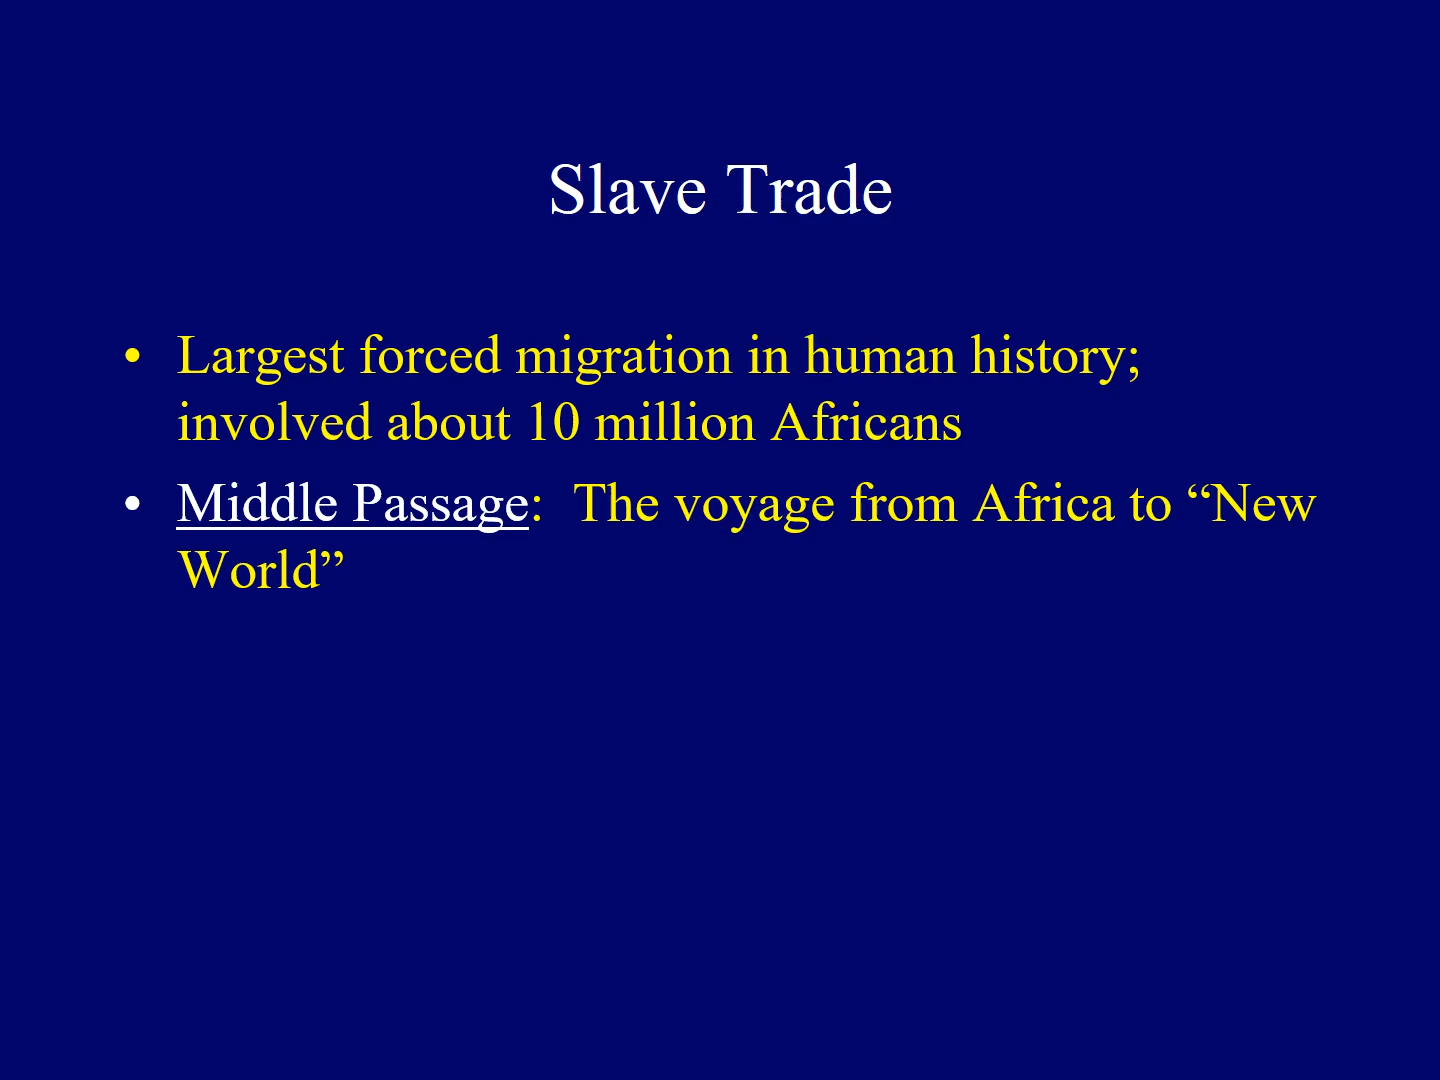 Slave Trade
• Largest forced migration in human history;
involved about 10 million Africans
• Middle Passage:  The voyage from Africa to “New
World”